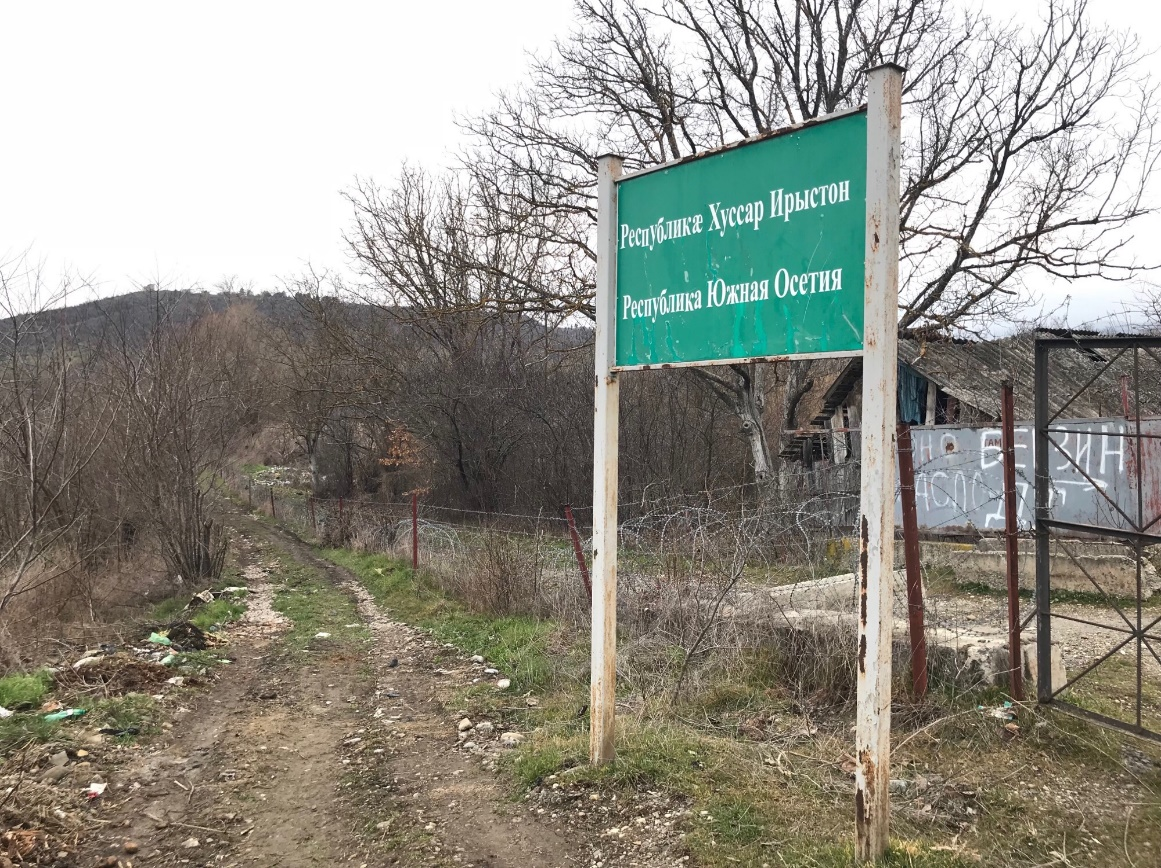 Республикæ Хуссар Ирыстон
Республика Южная Осетия